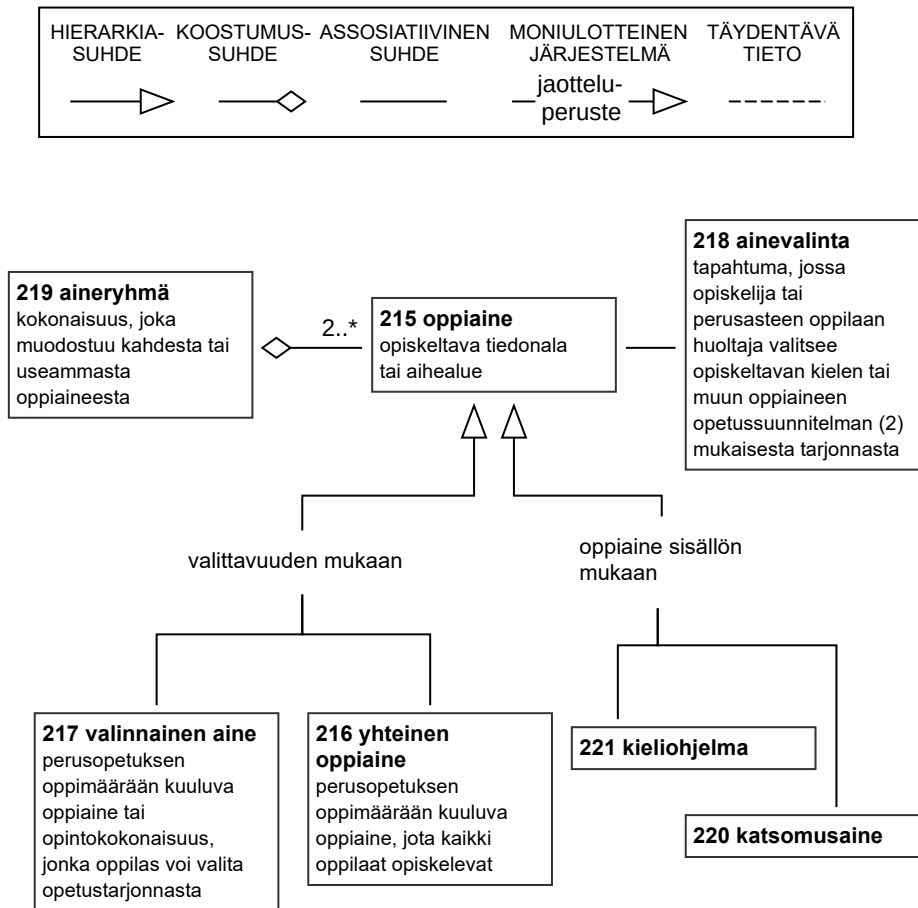 HIERARKIA-
SUHDE
KOOSTUMUS-
SUHDE
ASSOSIATIIVINEN
SUHDE
MONIULOTTEINEN
JÄRJESTELMÄ
jaottelu-
peruste
TÄYDENTÄVÄ
TIETO
219 aineryhmä
kokonaisuus, joka
muodostuu kahdesta tai
useammasta
oppiaineesta
2..*
215 oppiaine
opiskeltava tiedonala
tai aihealue
218 ainevalinta
tapahtuma, jossa
opiskelija tai
perusasteen oppilaan
huoltaja valitsee
opiskeltavan kielen tai
muun oppiaineen
opetussuunnitelman (2)
mukaisesta tarjonnasta
valittavuuden mukaan
oppiaine sisällön
mukaan
217 valinnainen aine
perusopetuksen
oppimäärään kuuluva
oppiaine tai
opintokokonaisuus,
jonka oppilas voi valita
opetustarjonnasta
216 yhteinen
oppiaine
perusopetuksen
oppimäärään kuuluva
oppiaine, jota kaikki
oppilaat opiskelevat
221 kieliohjelma
220 katsomusaine